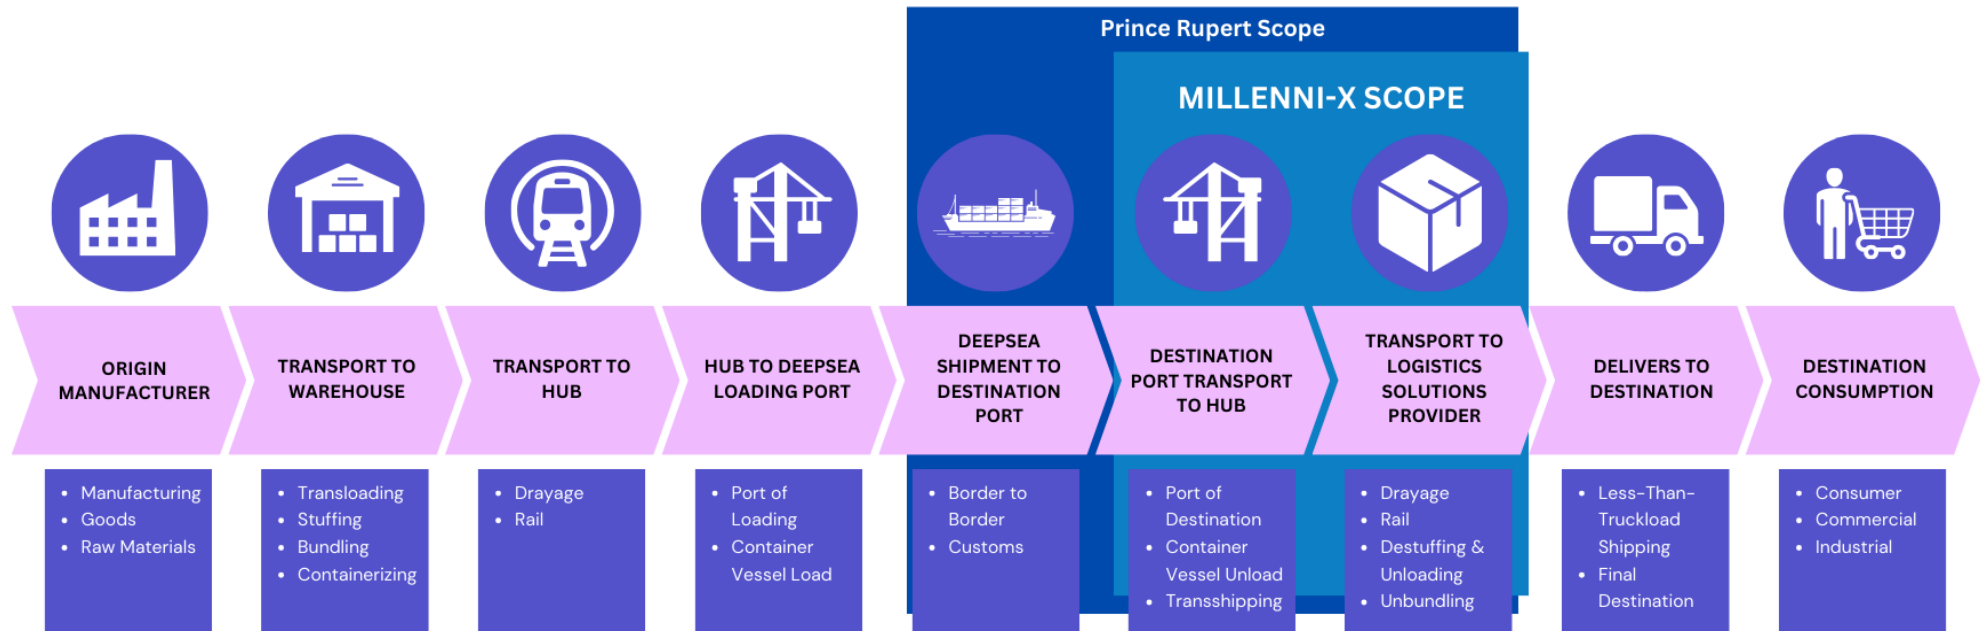 Prince Rupert Scope
MILLENNI-X SCOPE
ORIGIN
MANUFACTURER
TRANSPORT TO
WAREHOUSE
TRANSPORT TO
HUB
HUB TO DEEPSEA
LOADING PORT
DEEPSEA
SHIPMENT TO
DESTINATION
PORT
DESTINATION
PORT TRANSPORT
TO HUB
TRANSPORT TO
LOGISTICS
SOLUTIONS
PROVIDER
DELIVERS TO
DESTINATION
DESTINATION
CONSUMPTION
• Manufacturing
• Goods
• Raw Materials
• Transloading
• Stuffing
• Bundling
• Containerizing
• Drayage
• Rail
• Port of
Loading
• Container
Vessel Load
• Border to
Border
• Customs
• Port of
Destination
• Container
Vessel Unload
• Transshipping
• Drayage
• Rail
• Destuffing &
Unloading
• Unbundling
• Less-Than-
Truckload
Shipping
• Final
Destination
• Consumer
• Commercial
• Industrial